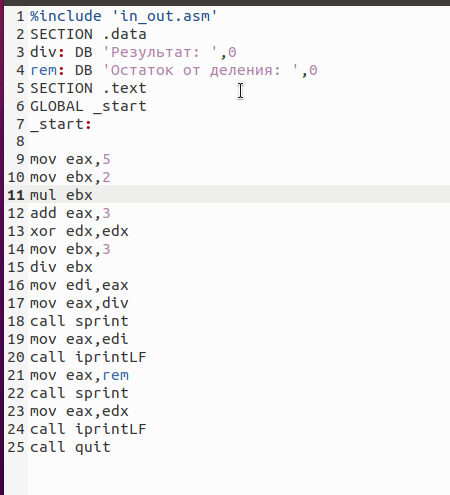 1 %include 'in_out.asm'
2 SECTION .data
3 div: DB 'Результат: ',0
4 rem: DB 'Остаток от деления: ',0
5 SECTION .text
6 GLOBAL _start
7 _start:
8
9 mov eax,5
10 mov ebx,2
11 mul ebx
12 add eax,3
13 xor edx,edx
14 mov ebx,3
15 div ebx
16 mov edi,eax
17 mov eax,div
18 call sprint
19 mov eax,edi
20 call iprintLF
21 mov eax,rem
22 call sprint
23 mov eax,edx
24 call iprintLF
25 call quit